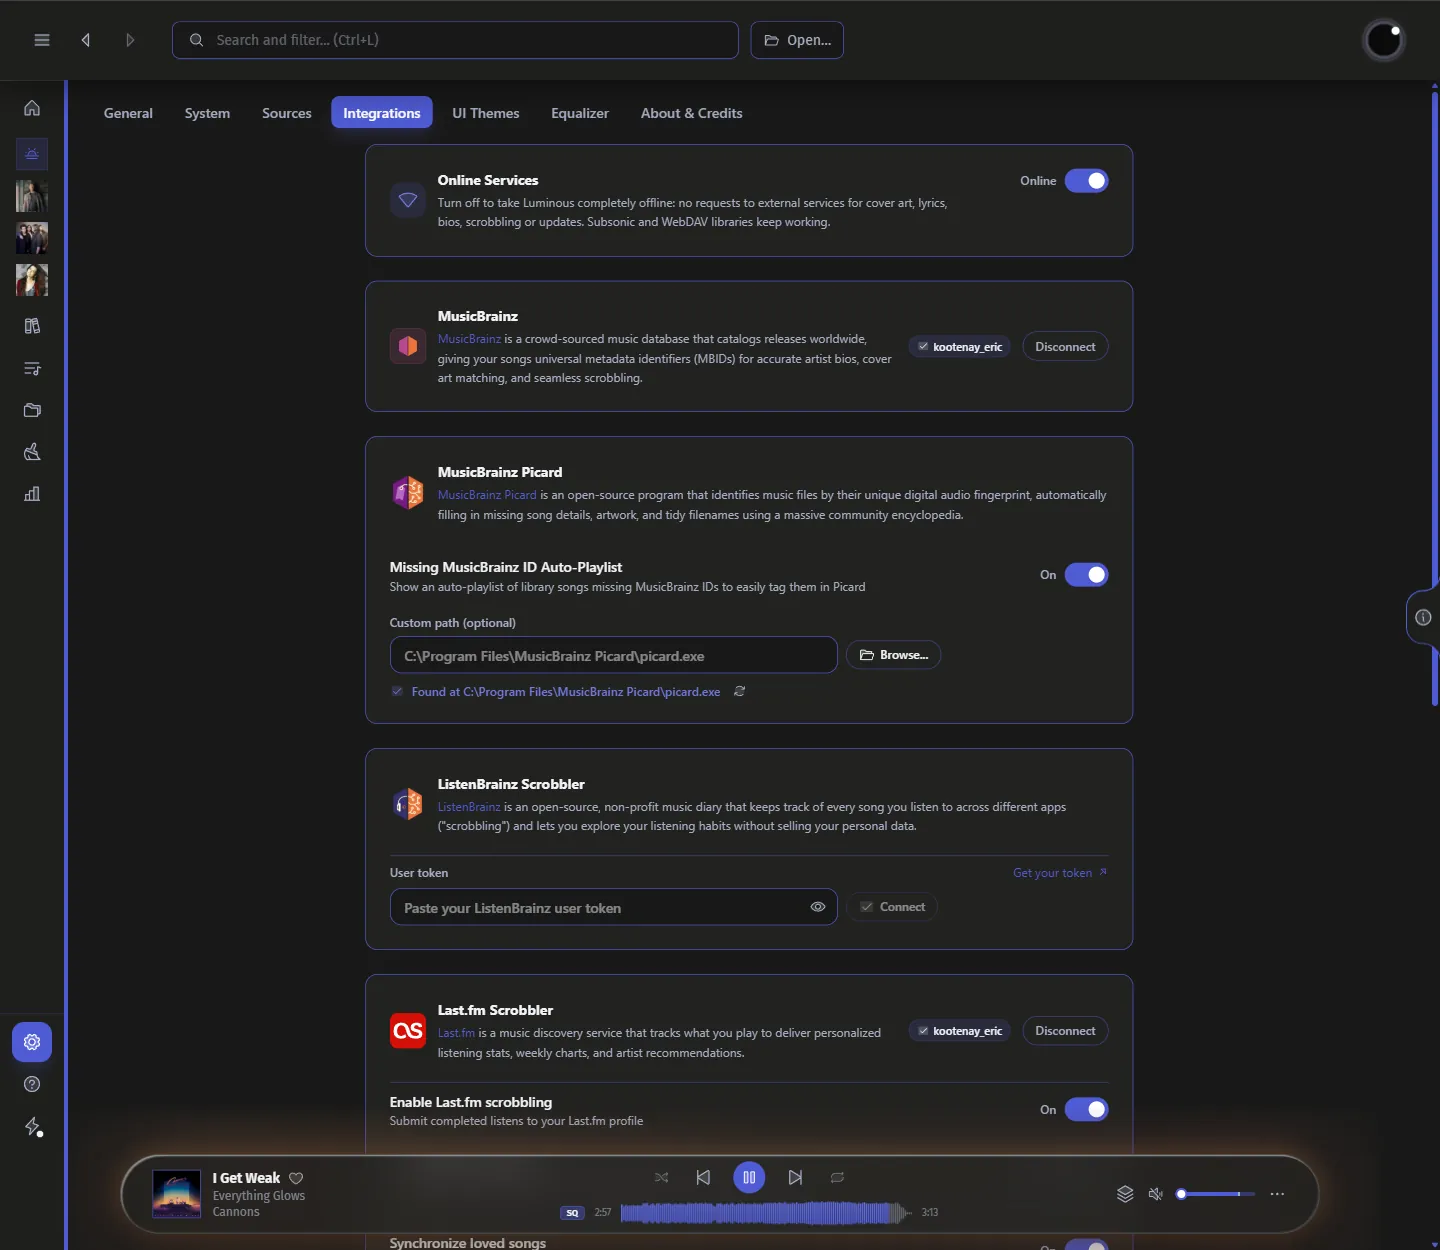 Search and filter... (Ctrl+L)
Open...
General
System
Sources
Integrations
UI Themes
Equalizer
About & Credits
Online Services
Turn off to take Luminous completely offline: no requests to external services for cover art, lyrics,
bios, scrobbling or updates. Subsonic and WebDAV libraries keep working.
Online
MusicBrainz
MusicBrainz is a crowd-sourced music database that catalogs releases worldwide,
giving your songs universal metadata identifiers (MBIDs) for accurate artist bios, cover
art matching, and seamless scrobbling.
kootenay_eric
Disconnect
MusicBrainz Picard
MusicBrainz Picard is an open-source program that identifies music files by their unique digital audio fingerprint, automatically
filling in missing song details, artwork, and tidy filenames using a massive community encyclopedia.
Missing MusicBrainz ID Auto-Playlist
Show an auto-playlist of library songs missing MusicBrainz IDs to easily tag them in Picard
On
Custom path (optional)
C:\Program Files\MusicBrainz Picard\picard.exe
Browse...
Found at C:\Program Files\MusicBrainz Picard\picard.exe
ListenBrainz Scrobbler
ListenBrainz is an open-source, non-profit music diary that keeps track of every song you listen to across different apps
("scrobbling") and lets you explore your listening habits without selling your personal data.
User token
Get your token
Paste your ListenBrainz user token
Connect
Last.fm Scrobbler
Last.fm is a music discovery service that tracks what you play to deliver personalized
listening stats, weekly charts, and artist recommendations.
kootenay_eric
Disconnect
Enable Last.fm scrobbling
Submit completed listens to your Last.fm profile
On
I Get Weak
Everything Glows
Cannons
SQ
2:57
3:13
Synchronize loved songs
On